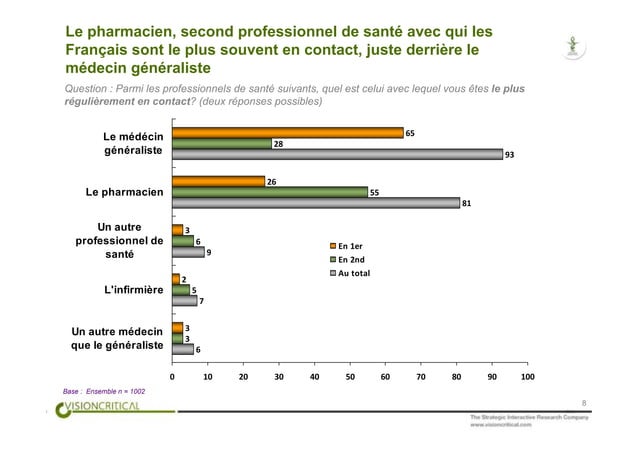 Le pharmacien, second professionnel de santé avec qui les
Français sont le plus souvent en contact, juste derrière le
médecin généraliste
Question : Parmi les professionnels de santé suivants, quel est celui avec lequel vous êtes le plus
régulièrement en contact? (deux réponses possibles)
Le médécin
généraliste
65
28
93
Le pharmacien
26
55
81
Un autre
professionnel de
santé
3
6
9
L'infirmière
2
5
7
Un autre médecin
que le généraliste
3
3
6
En 1er
En 2nd
Au total
0 10 20 30 40 50 60 70 80 90 100
Base : Ensemble n = 1002
VISIONCRITICAL
8
The Strategic Interactive Research Company
www.visioncritical.com